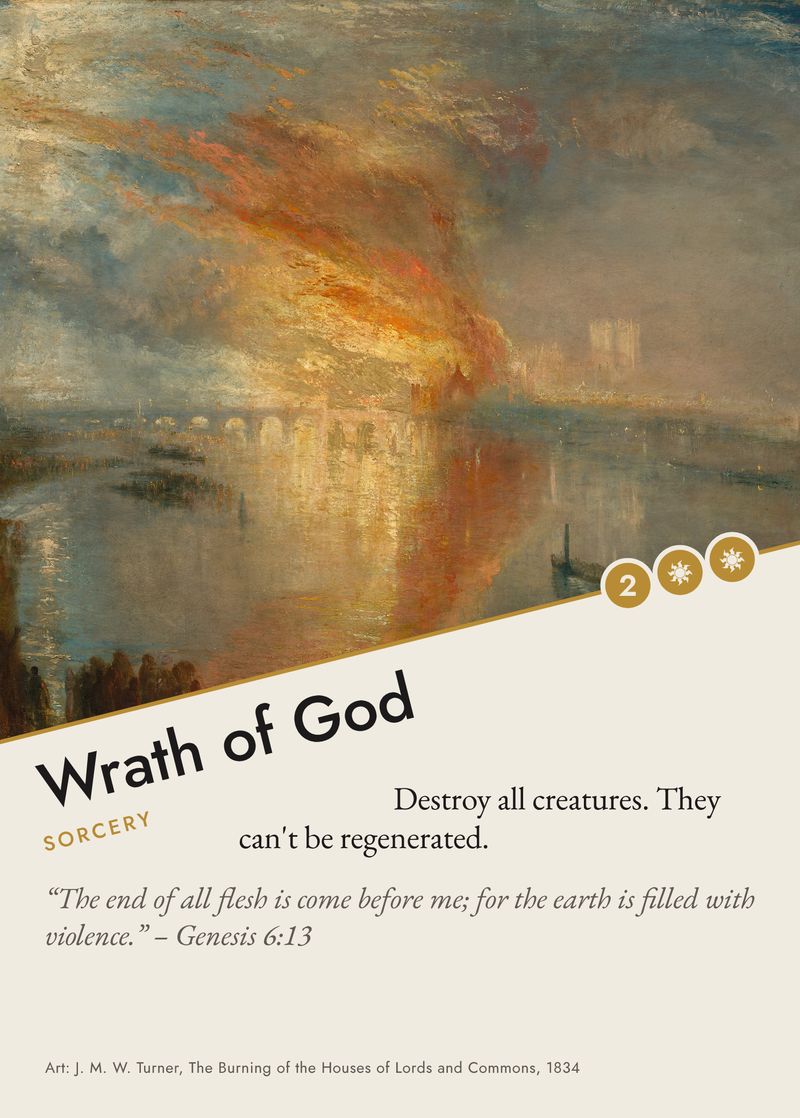 2
Wrath of God
SORCERY
Destroy all creatures. They
can't be regenerated.
“The end of all flesh is come before me; for the earth is filled with
violence.” – Genesis 6:13
Art: J. M. W. Turner, The Burning of the Houses of Lords and Commons, 1834